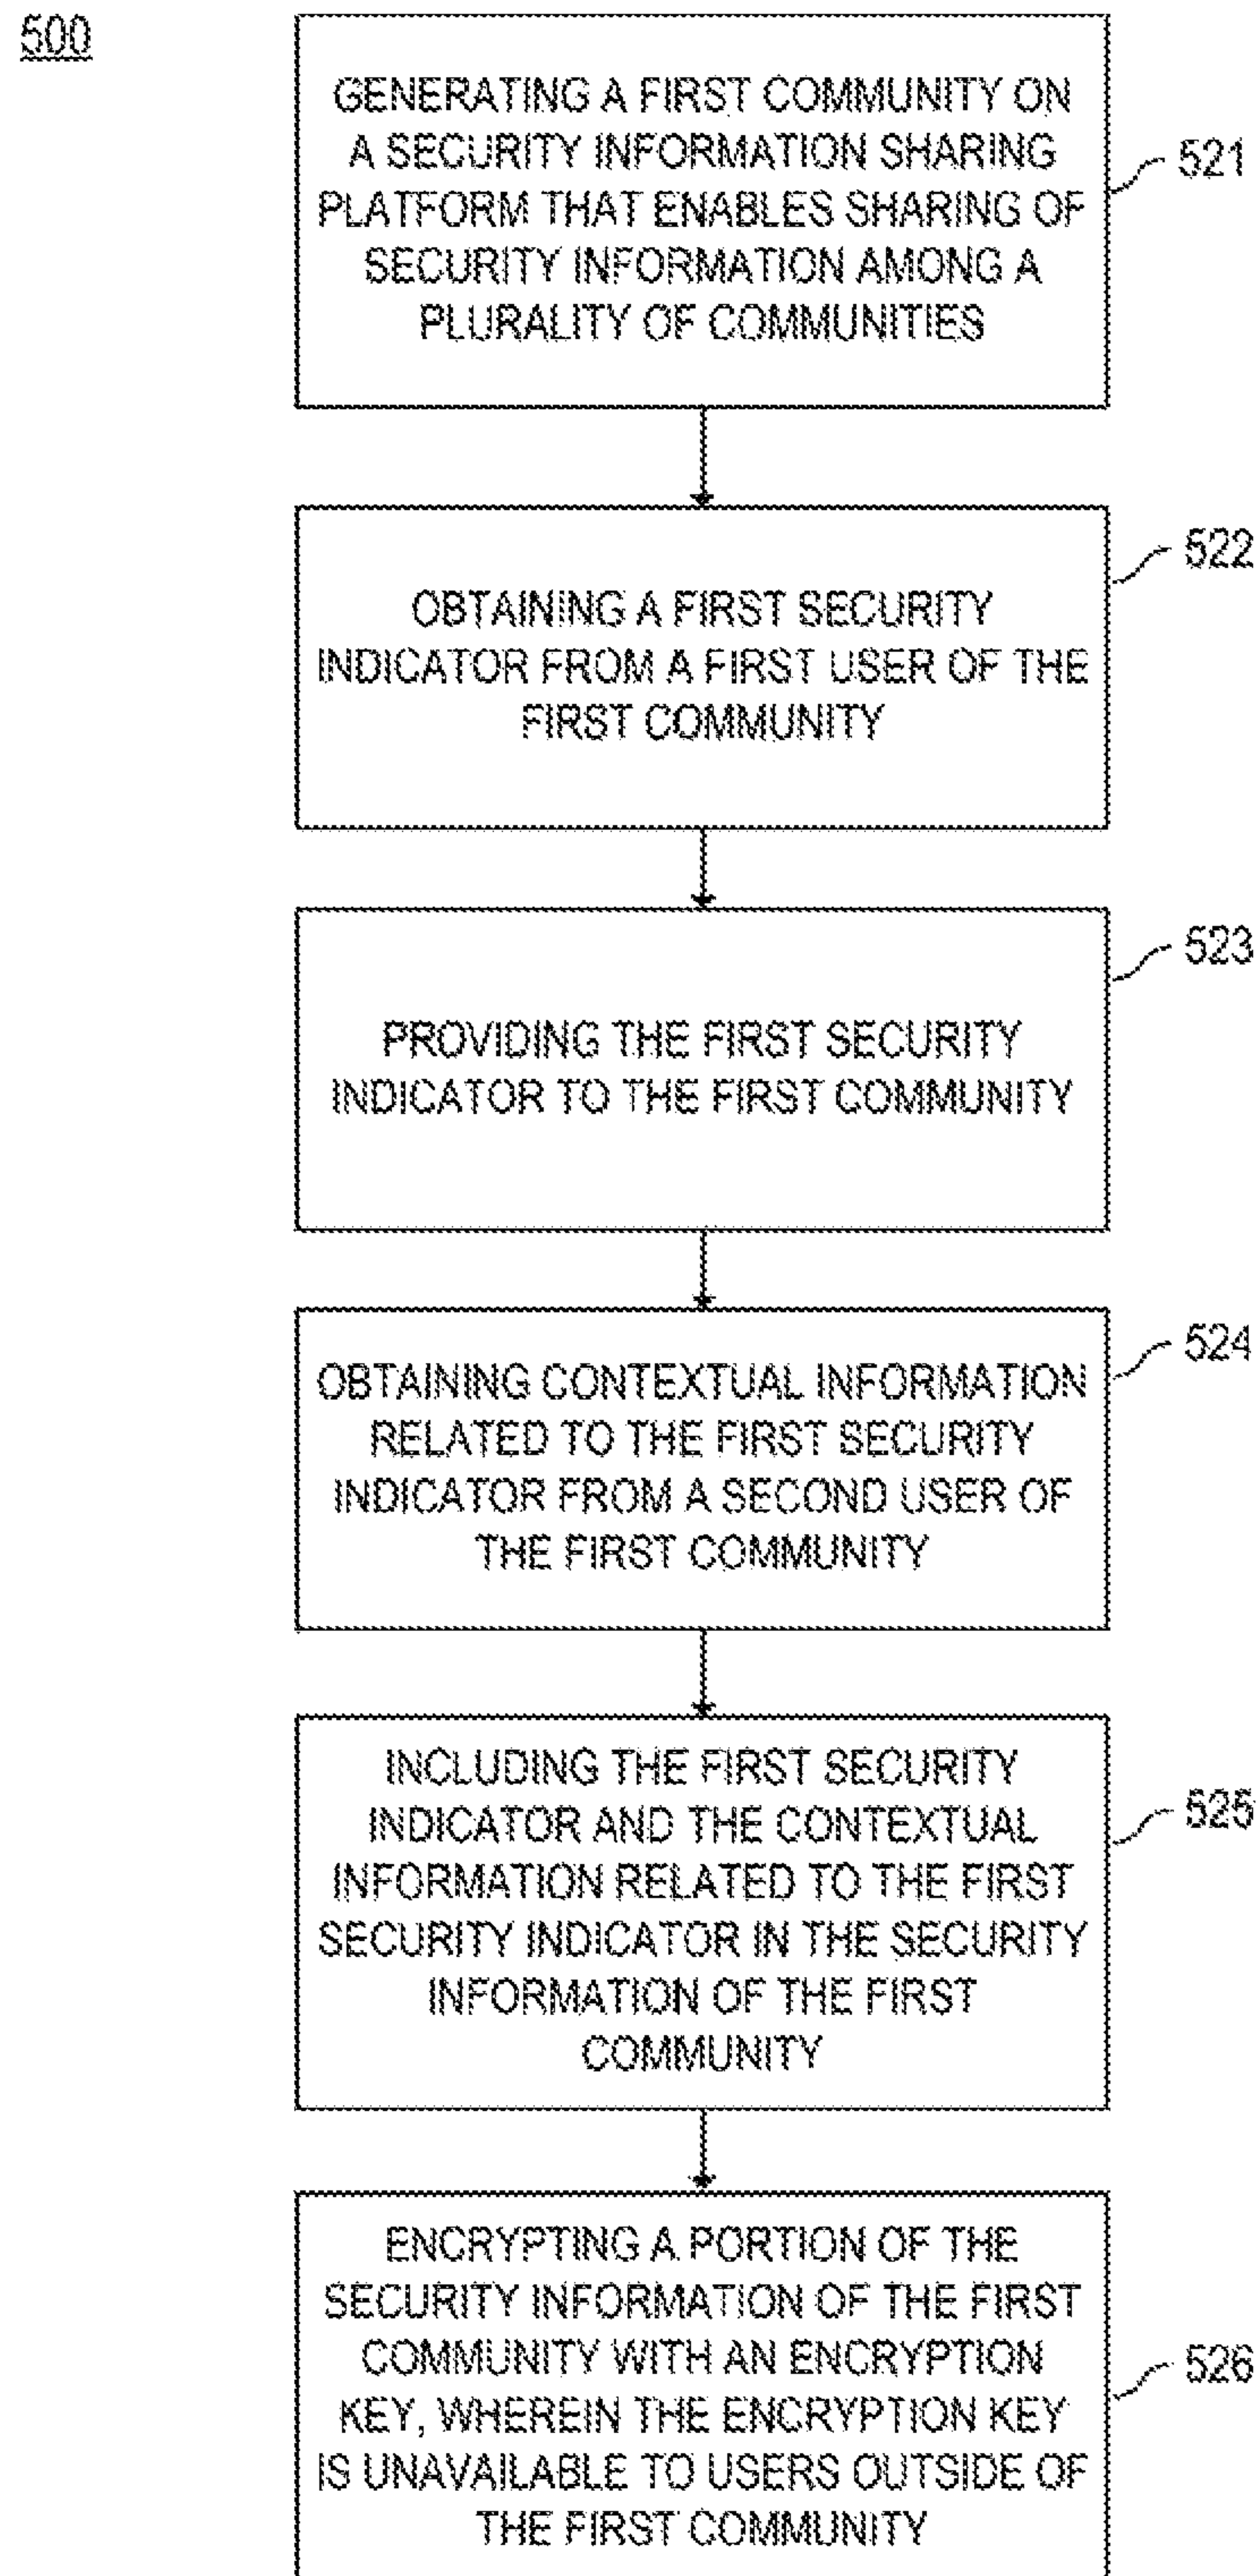 500
GENERATING A FIRST COMMUNITY ON
A SECURITY INFORMATION SHARING
PLATFORM THAT ENABLES SHARING OF
SECURITY INFORMATION AMONG A
PLURALITY OF COMMUNITIES
521
OBTAINING A FIRST SECURITY
INDICATOR FROM A FIRST USER OF THE
FIRST COMMUNITY
522
PROVIDING THE FIRST SECURITY
INDICATOR TO THE FIRST COMMUNITY
523
OBTAINING CONTEXTUAL INFORMATION
RELATED TO THE FIRST SECURITY
INDICATOR FROM A SECOND USER OF
THE FIRST COMMUNITY
524
INCLUDING THE FIRST SECURITY
INDICATOR AND THE CONTEXTUAL
INFORMATION RELATED TO THE FIRST
SECURITY INDICATOR IN THE SECURITY
INFORMATION OF THE FIRST
COMMUNITY
525
ENCRYPTING A PORTION OF THE
SECURITY INFORMATION OF THE FIRST
COMMUNITY WITH AN ENCRYPTION
KEY, WHEREIN THE ENCRYPTION KEY
IS UNAVAILABLE TO USERS OUTSIDE OF
THE FIRST COMMUNITY
526